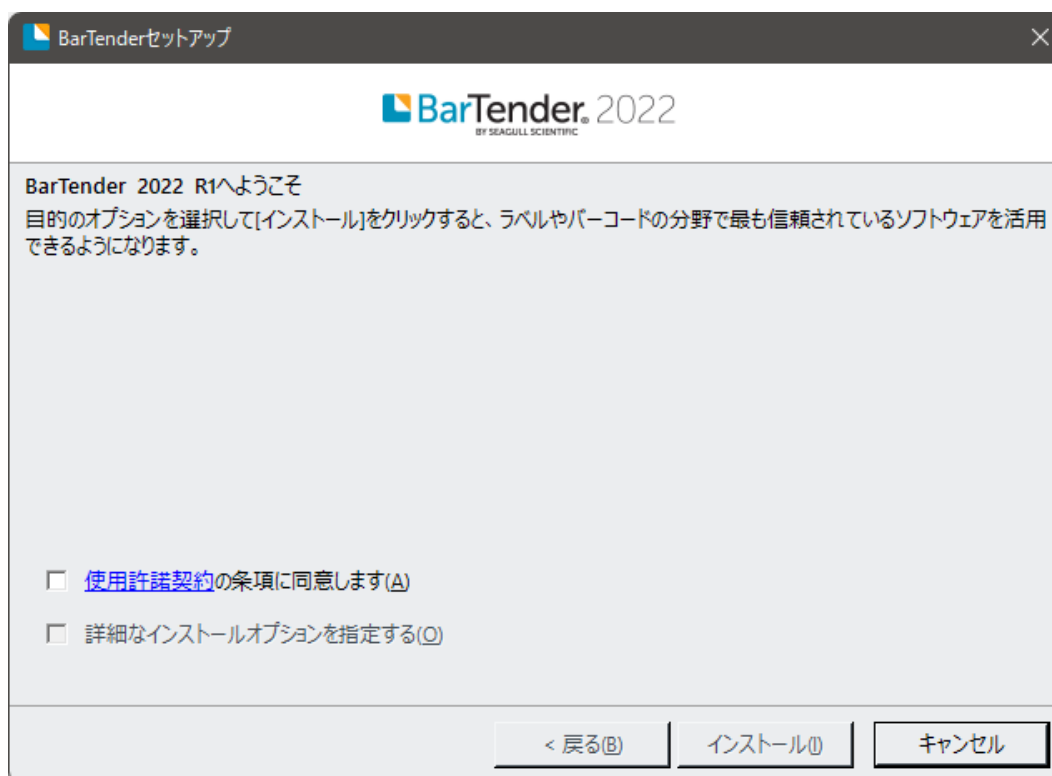 BarTenderセットアップ
BarTender® 2022
BY SEAGULL SCIENTIFIC
BarTender 2022 R1へようこそ
目的のオプションを選択して[インストール]をクリックすると、ラベルやバーコードの分野で最も信頼されているソフトウェアを活用
できるようになります。
使用許諾契約の条項に同意します(A)
詳細なインストールオプションを指定する(O)
< 戻る(B) インストール(I) キャンセル